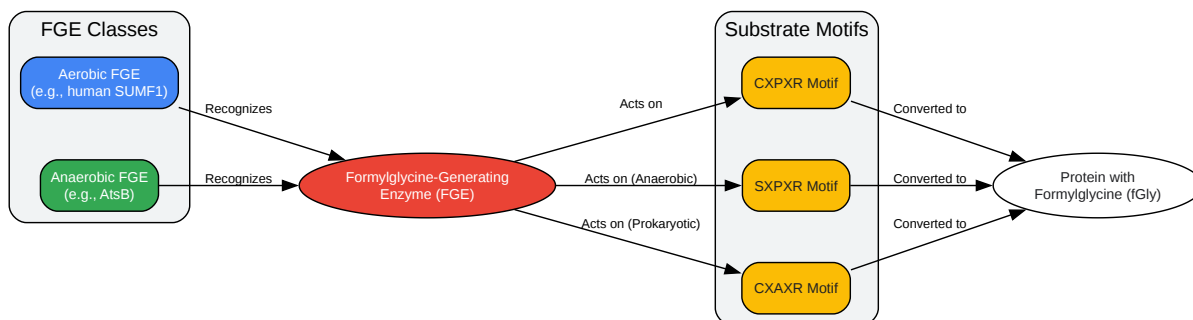 FGE Classes
Aerobic FGE
(e.g., human SUMF1)
Anaerobic FGE
(e.g., AtsB)
Recognizes
Recognizes
Formylglycine-Generating
Enzyme (FGE)
Acts on
Acts on (Anaerobic)
Acts on (Prokaryotic)
Substrate Motifs
CXPXR Motif
SXPXR Motif
CXAXR Motif
Converted to
Converted to
Converted to
Protein with
Formylglycine (fGly)